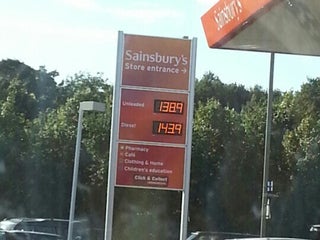 Sainsbury's
Sainsbury's
Store entrance →
Unleaded 138.9
Diesel 143.9
Pharmacy
Café
Clothing & Home
Children's education
Click & Collect